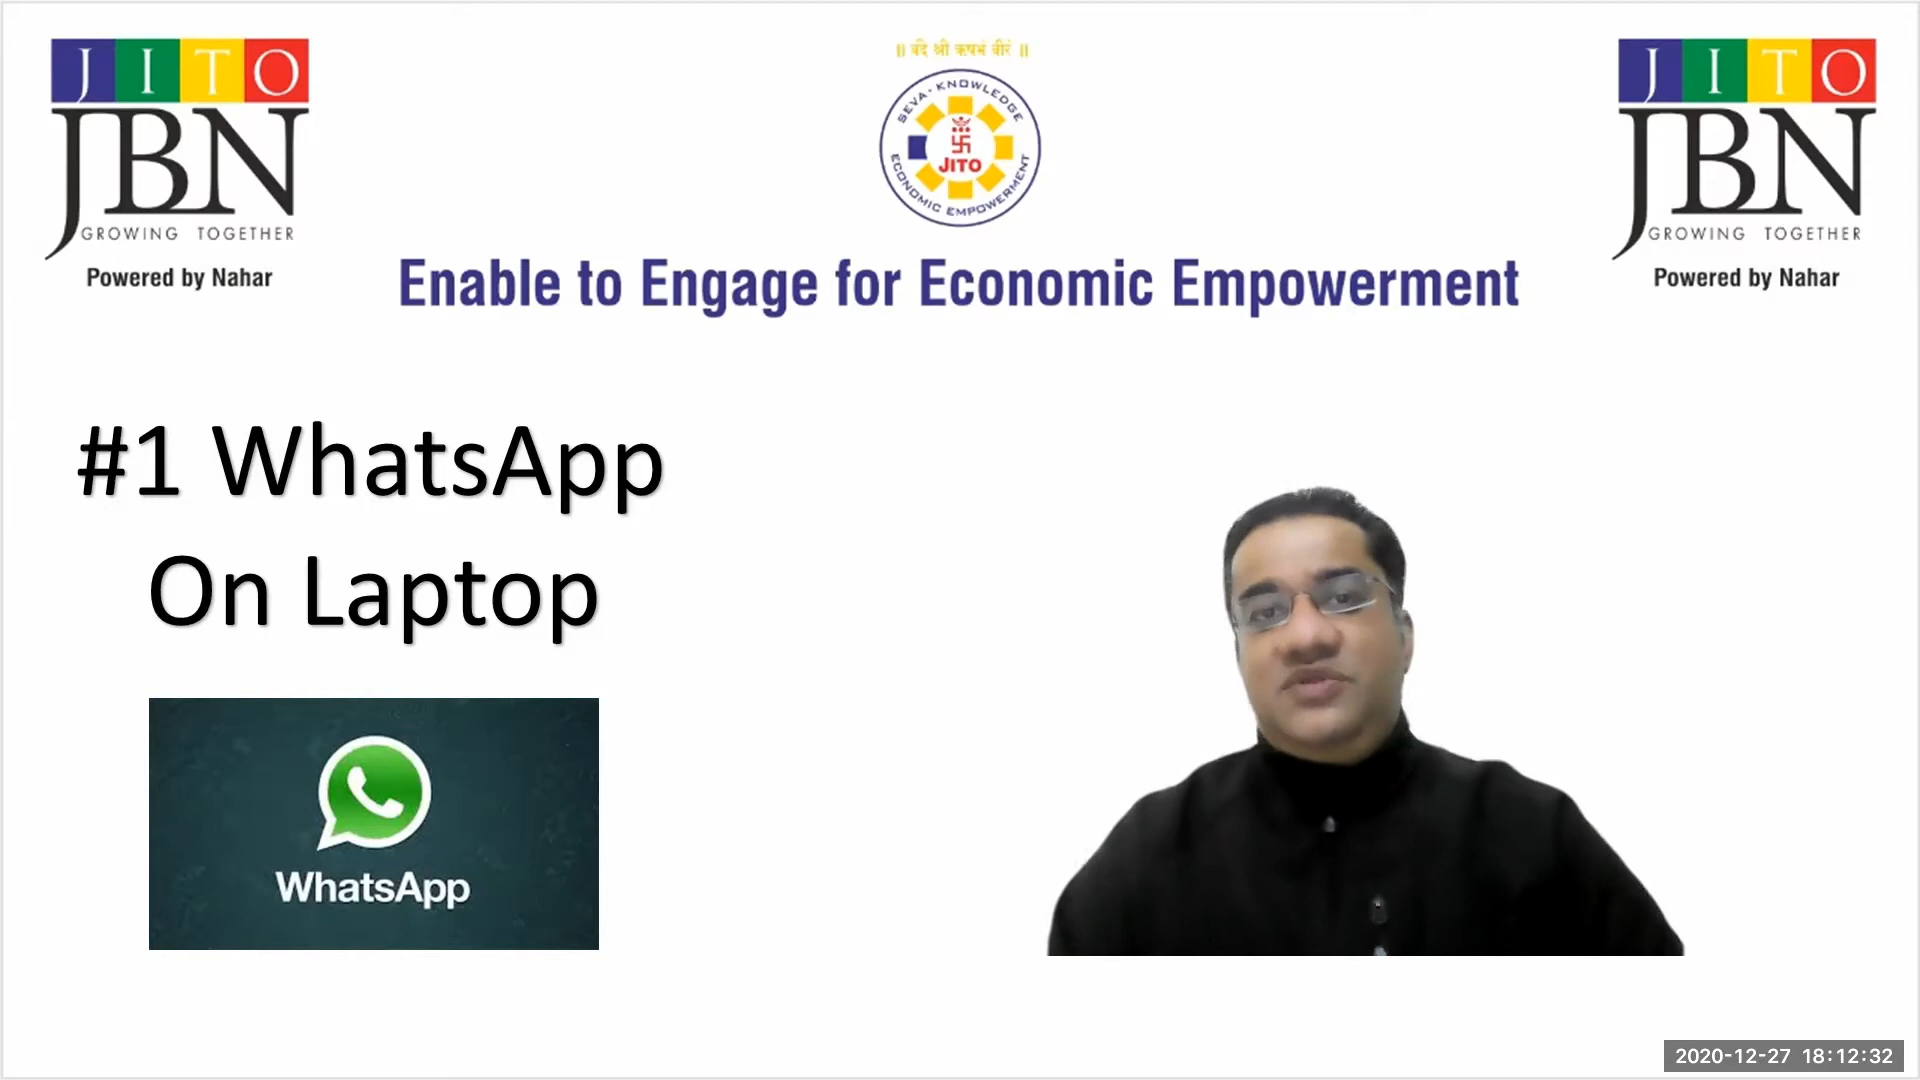 JITO
JBN
GROWING TOGETHER
Powered by Nahar
|| वंदे श्री ऋषभं वीरं ||
SEVA - KNOWLEDGE
ECONOMIC EMPOWERMENT
JITO
JITO
JBN
GROWING TOGETHER
Powered by Nahar
Enable to Engage for Economic Empowerment
#1 WhatsApp
On Laptop
WhatsApp
2020-12-27 18:12:32